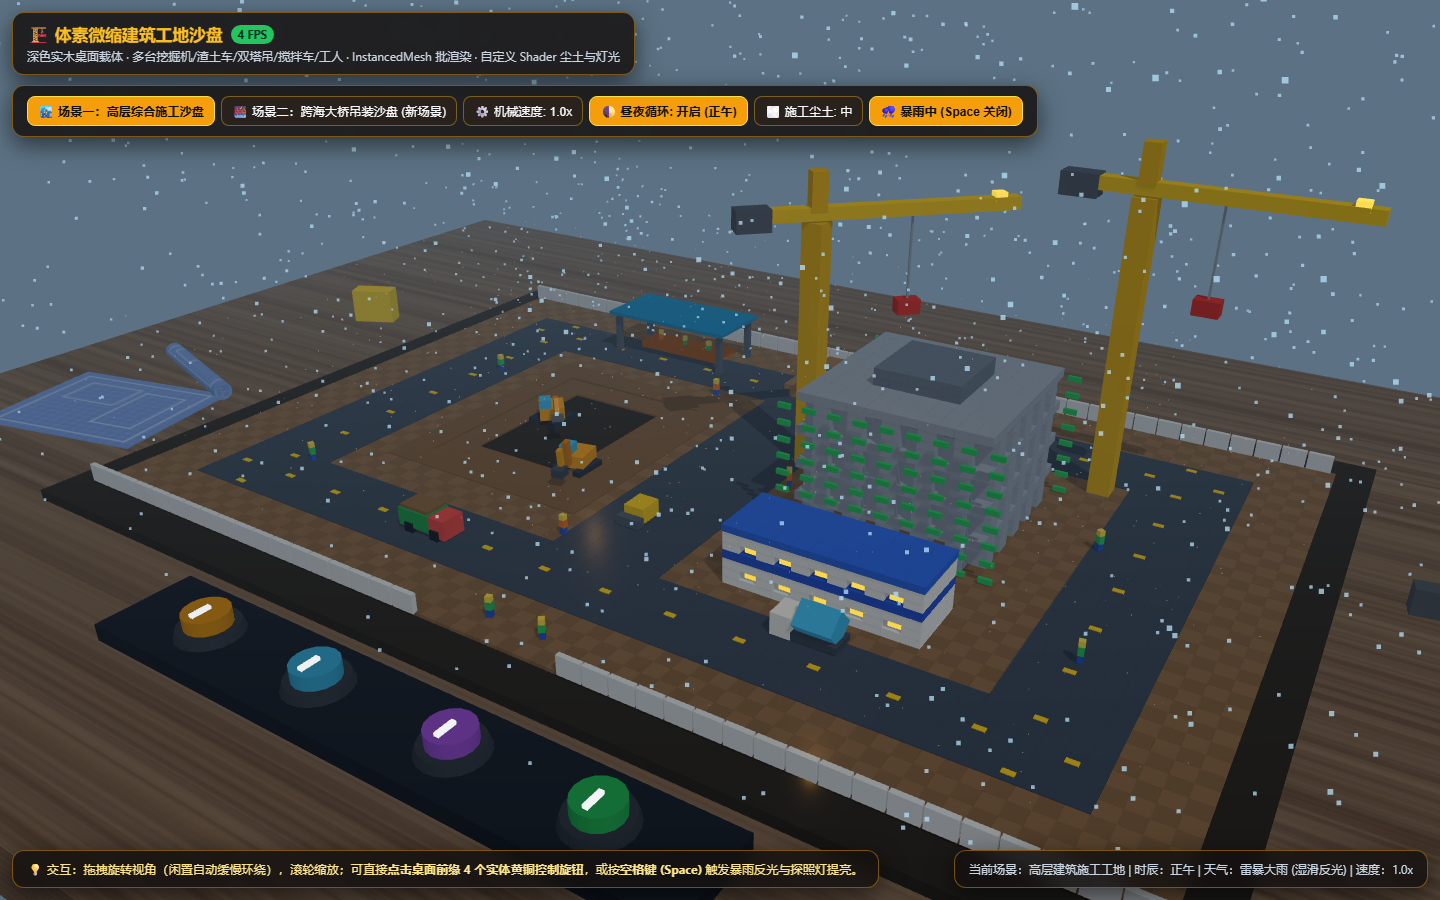 体素微缩建筑工地沙盘 4 FPS
深色实木桌面载体 · 多台挖掘机/渣土车/双塔吊/搅拌车/工人 · InstancedMesh 批渲染 · 自定义 Shader 尘土与灯光
场景一：高层综合施工沙盘
场景二：跨海大桥吊装沙盘 (新场景)
机械速度: 1.0x
昼夜循环: 开启 (正午)
施工尘土: 中
暴雨中 (Space 关闭)
交互：拖拽旋转视角（闲置自动缓慢环绕），滚轮缩放；可直接点击桌面前缘 4 个实体黄铜控制旋钮，或按空格键 (Space) 触发暴雨反光与探照灯提亮。
当前场景：高层建筑施工工地 | 时辰：正午 | 天气：雷暴大雨 (湿滑反光) | 速度：1.0x